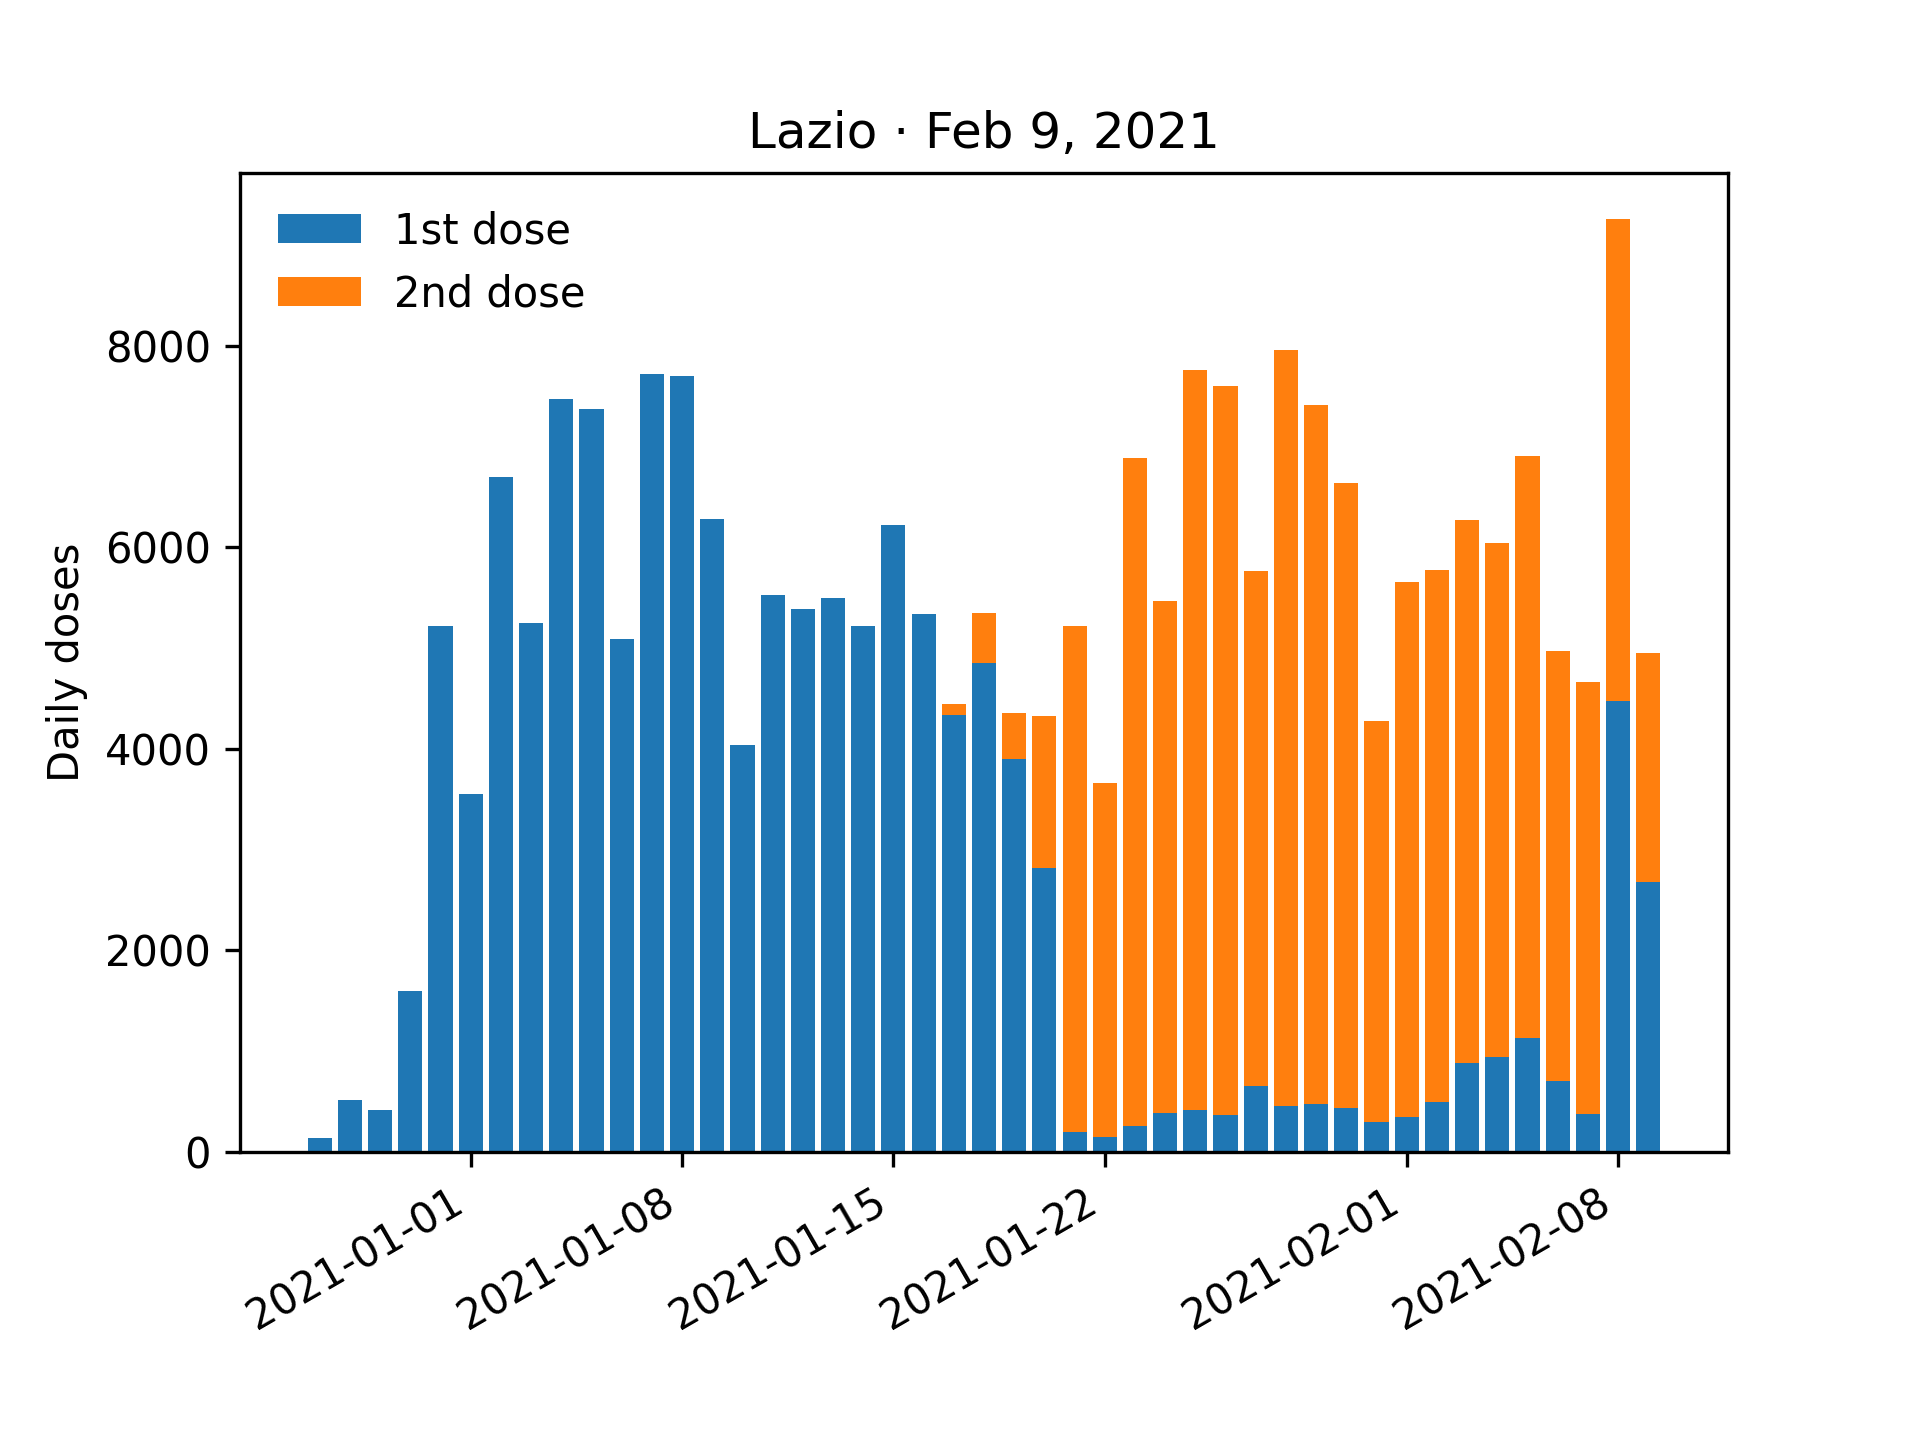 Lazio · Feb 9, 2021
1st dose
2nd dose
Daily doses
8000
6000
4000
2000
0
2021-01-01
2021-01-08
2021-01-15
2021-01-22
2021-02-01
2021-02-08